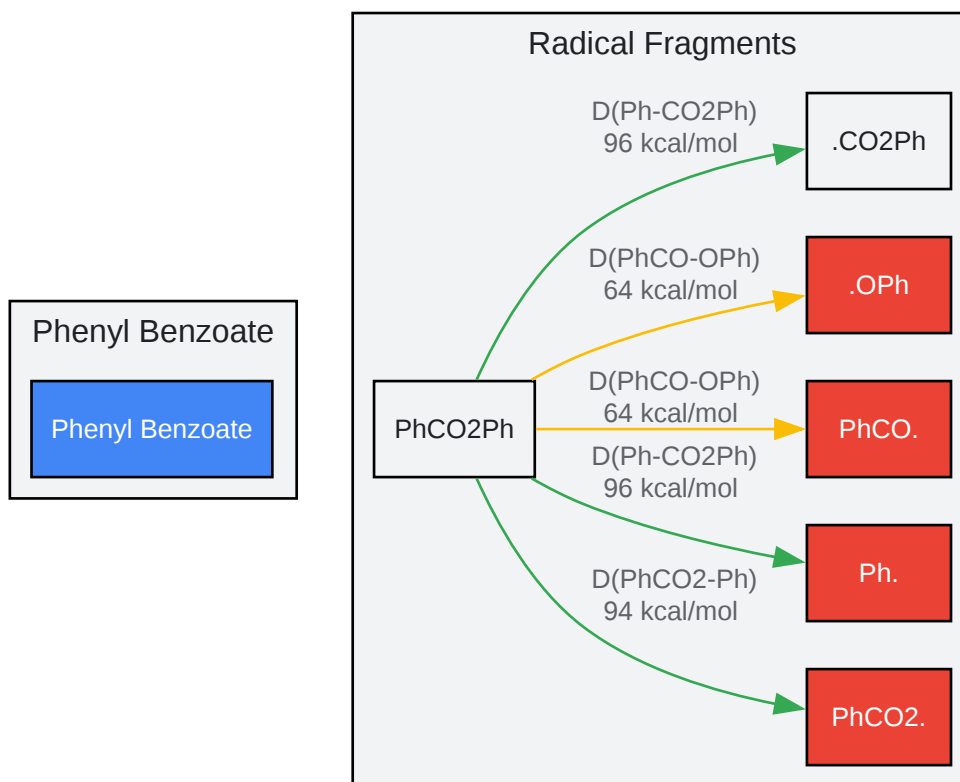 Radical Fragments
D(Ph-CO2Ph)
96 kcal/mol
.CO2Ph
D(PhCO-OPh)
64 kcal/mol
.OPh
Phenyl Benzoate
Phenyl Benzoate
PhCO2Ph
D(PhCO-OPh)
64 kcal/mol
PhCO.
D(Ph-CO2Ph)
96 kcal/mol
Ph.
D(PhCO2-Ph)
94 kcal/mol
PhCO2.